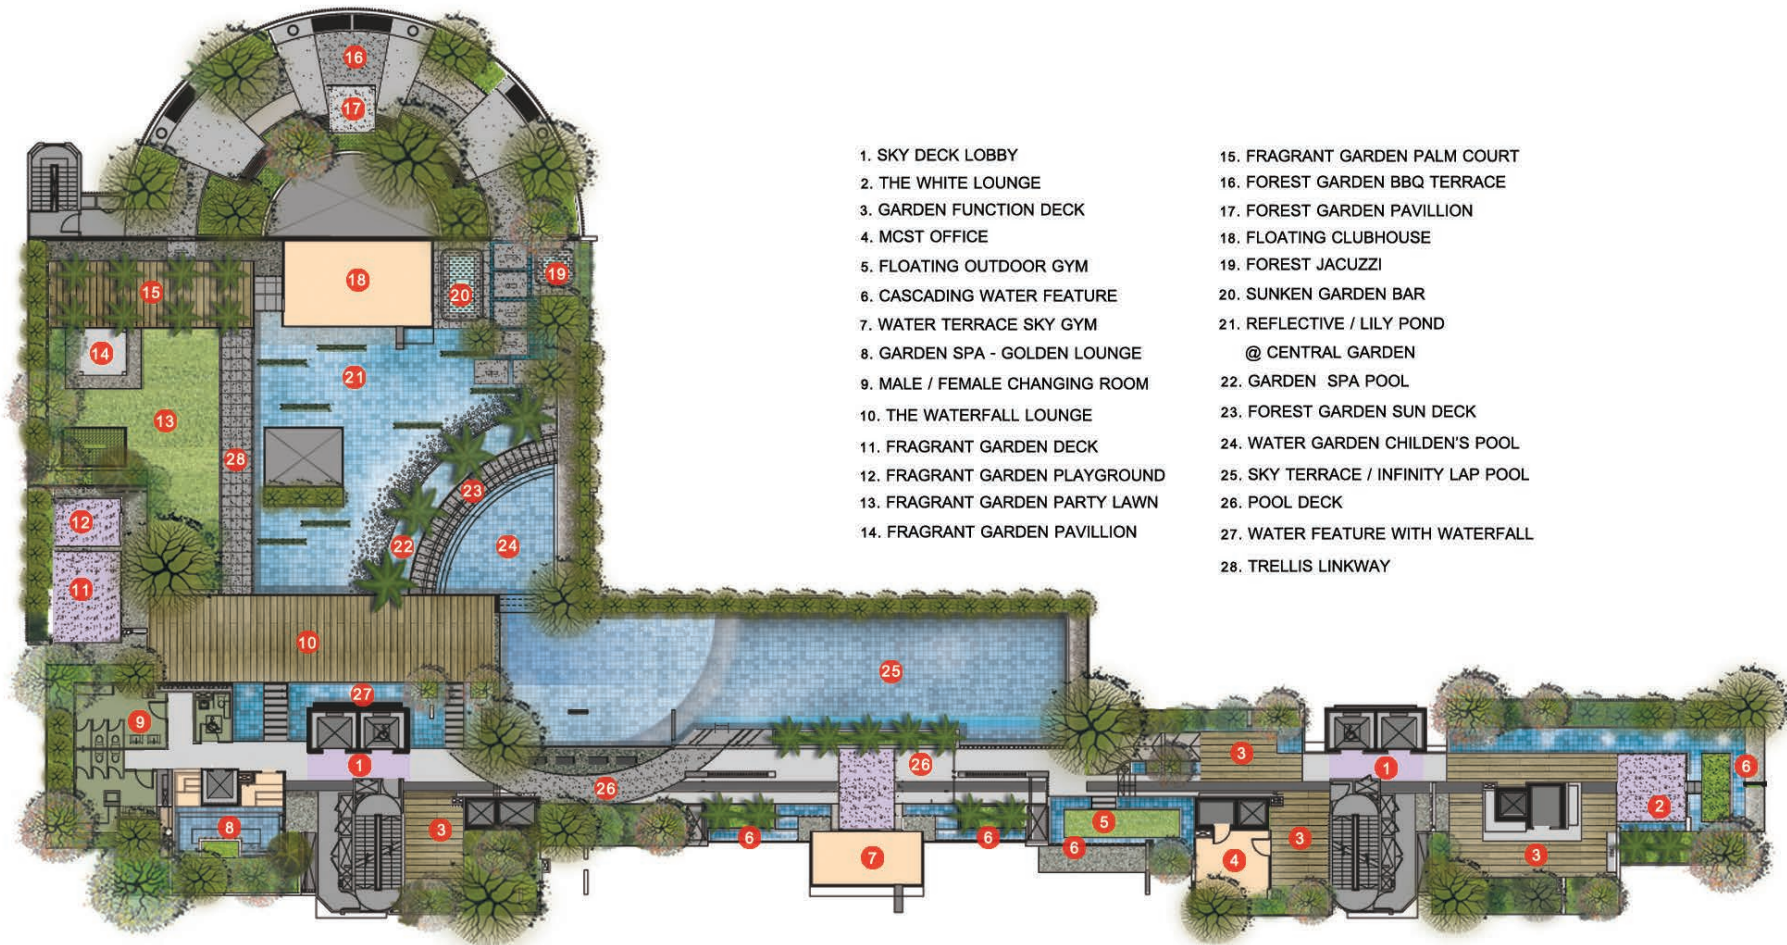 1. SKY DECK LOBBY
2. THE WHITE LOUNGE
3. GARDEN FUNCTION DECK
4. MCST OFFICE
5. FLOATING OUTDOOR GYM
6. CASCADING WATER FEATURE
7. WATER TERRACE SKY GYM
8. GARDEN SPA - GOLDEN LOUNGE
9. MALE / FEMALE CHANGING ROOM
10. THE WATERFALL LOUNGE
11. FRAGRANT GARDEN DECK
12. FRAGRANT GARDEN PLAYGROUND
13. FRAGRANT GARDEN PARTY LAWN
14. FRAGRANT GARDEN PAVILLION
15. FRAGRANT GARDEN PALM COURT
16. FOREST GARDEN BBQ TERRACE
17. FOREST GARDEN PAVILLION
18. FLOATING CLUBHOUSE
19. FOREST JACUZZI
20. SUNKEN GARDEN BAR
21. REFLECTIVE / LILY POND
@ CENTRAL GARDEN
22. GARDEN SPA POOL
23. FOREST GARDEN SUN DECK
24. WATER GARDEN CHILDEN'S POOL
25. SKY TERRACE / INFINITY LAP POOL
26. POOL DECK
27. WATER FEATURE WITH WATERFALL
28. TRELLIS LINKWAY
16
17
18
19
20
15
14
21
13
28
23
12
22
24
11
10
25
27
9
1
26
26
3
1
6
2
8
3
6
7
6
5
6
4
3
3